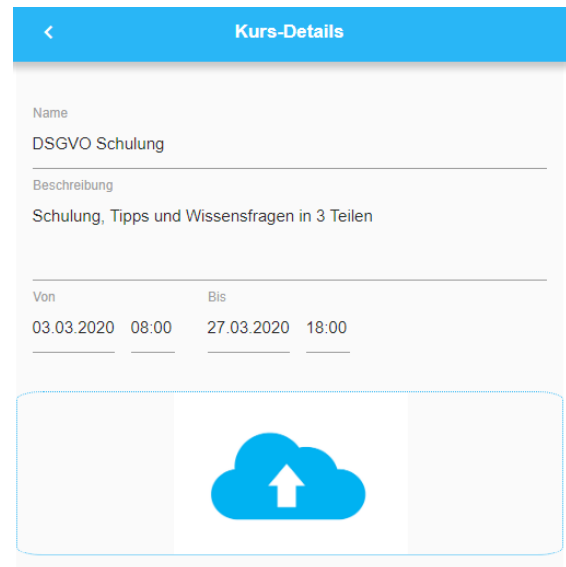 Kurs-Details
Name
DSGVO Schulung
Beschreibung
Schulung, Tipps und Wissensfragen in 3 Teilen
Von Bis
03.03.2020 08:00 27.03.2020 18:00